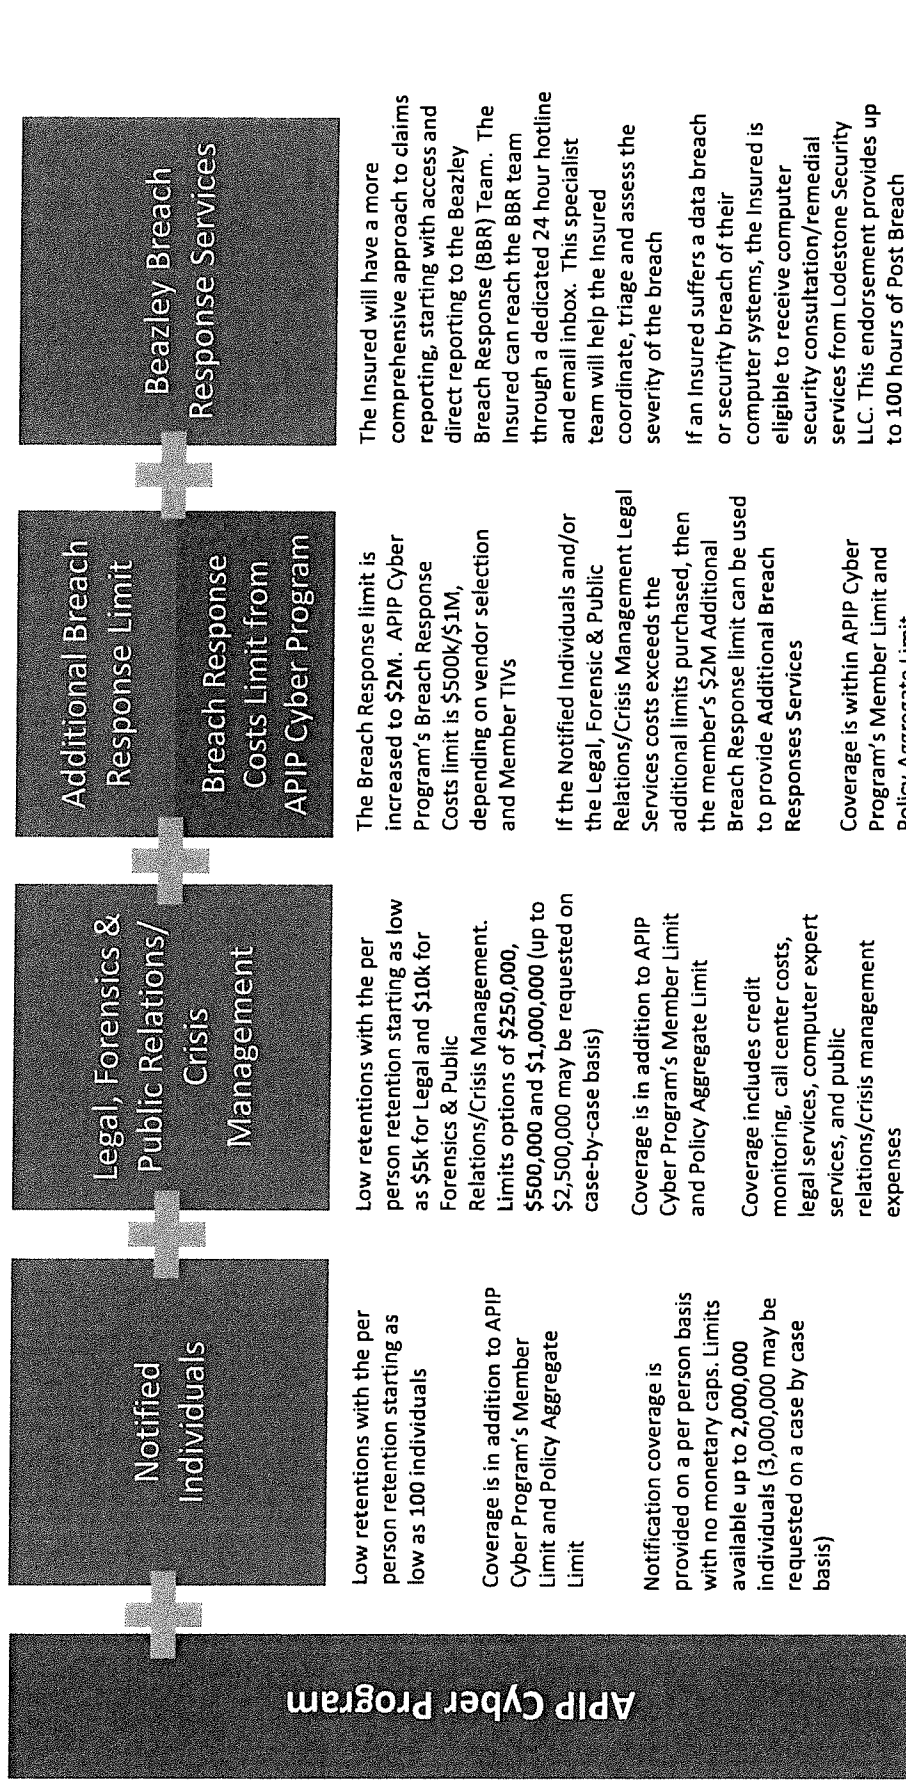 APIP Cyber Program
Notified
Individuals
Low retentions with the per
person retention starting as
low as 100 individuals
Coverage is in addition to APIP
Cyber Program's Member
Limit and Policy Aggregate
Limit
Notification coverage is
provided on a per person basis
with no monetary caps. Limits
available up to 2,000,000
individuals (3,000,000 may be
requested on a case by case
basis)
Legal, Forensics &
Public Relations/
Crisis
Management
Low retentions with the per
person retention starting as low
as $5k for Legal and $10k for
Forensics & Public
Relations/Crisis Management.
Limits options of $250,000,
$500,000 and $1,000,000 (up to
$2,500,000 may be requested on
case-by-case basis)
Coverage is in addition to APIP
Cyber Program's Member Limit
and Policy Aggregate Limit
Coverage includes credit
monitoring, call center costs,
legal services, computer expert
services, and public
relations/crisis management
expenses
Additional Breach
Response Limit
Breach Response
Costs Limit from
APIP Cyber Program
The Breach Response limit is
increased to $2M. APIP Cyber
Program's Breach Response
Costs limit is $500k/$1M,
depending on vendor selection
and Member TIVs
If the Notified Individuals and/or
the Legal, Forensic & Public
Relations/Crisis Management Legal
Services costs exceeds the
additional limits purchased, then
the member's $2M Additional
Breach Response limit can be used
to provide Additional Breach
Responses Services
Coverage is within APIP Cyber
Program's Member Limit and
Policy Aggregate Limit
Beazley Breach
Response Services
The Insured will have a more
comprehensive approach to claims
reporting, starting with access and
direct reporting to the Beazley
Breach Response (BBR) Team. The
Insured can reach the BBR team
through a dedicated 24 hour hotline
and email inbox. This specialist
team will help the Insured
coordinate, triage and assess the
severity of the breach
If an Insured suffers a data breach
or security breach of their
computer systems, the Insured is
eligible to receive computer
security consultation/remedial
services from Lodestone Security
LLC. This endorsement provides up
to 100 hours of Post Breach